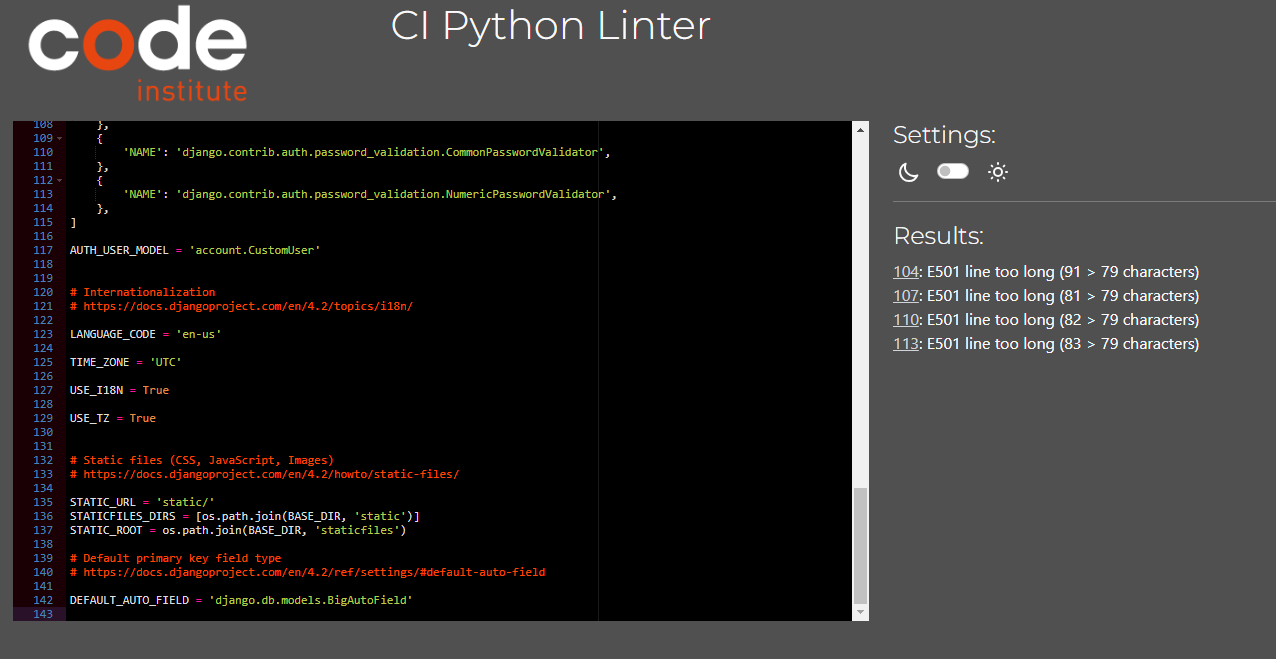 code
institute
CI Python Linter
108 },
109 {
110 'NAME': 'django.contrib.auth.password_validation.CommonPasswordValidator',
111 },
112 {
113 'NAME': 'django.contrib.auth.password_validation.NumericPasswordValidator',
114 },
115 ]
116
117 AUTH_USER_MODEL = 'account.CustomUser'
118
119
120 # Internationalization
121 # https://docs.djangoproject.com/en/4.2/topics/i18n/
122
123 LANGUAGE_CODE = 'en-us'
124
125 TIME_ZONE = 'UTC'
126
127 USE_I18N = True
128
129 USE_TZ = True
130
131
132 # Static files (CSS, JavaScript, Images)
133 # https://docs.djangoproject.com/en/4.2/howto/static-files/
134
135 STATIC_URL = 'static/'
136 STATICFILES_DIRS = [os.path.join(BASE_DIR, 'static')]
137 STATIC_ROOT = os.path.join(BASE_DIR, 'staticfiles')
138
139 # Default primary key field type
140 # https://docs.djangoproject.com/en/4.2/ref/settings/#default-auto-field
141
142 DEFAULT_AUTO_FIELD = 'django.db.models.BigAutoField'
143
Settings:
Results:
104: E501 line too long (91 > 79 characters)
107: E501 line too long (81 > 79 characters)
110: E501 line too long (82 > 79 characters)
113: E501 line too long (83 > 79 characters)